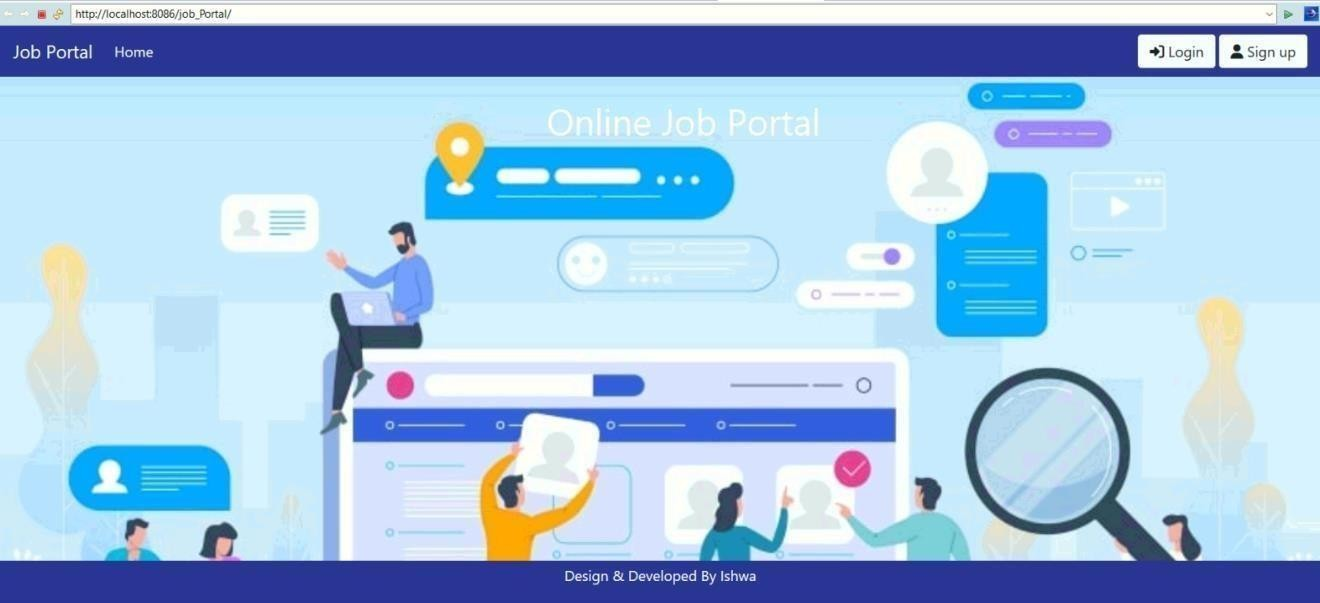 http://localhost:8086/job_Portal/
Job Portal Home Login Sign up
Online Job Portal
Design & Developed By Ishwa